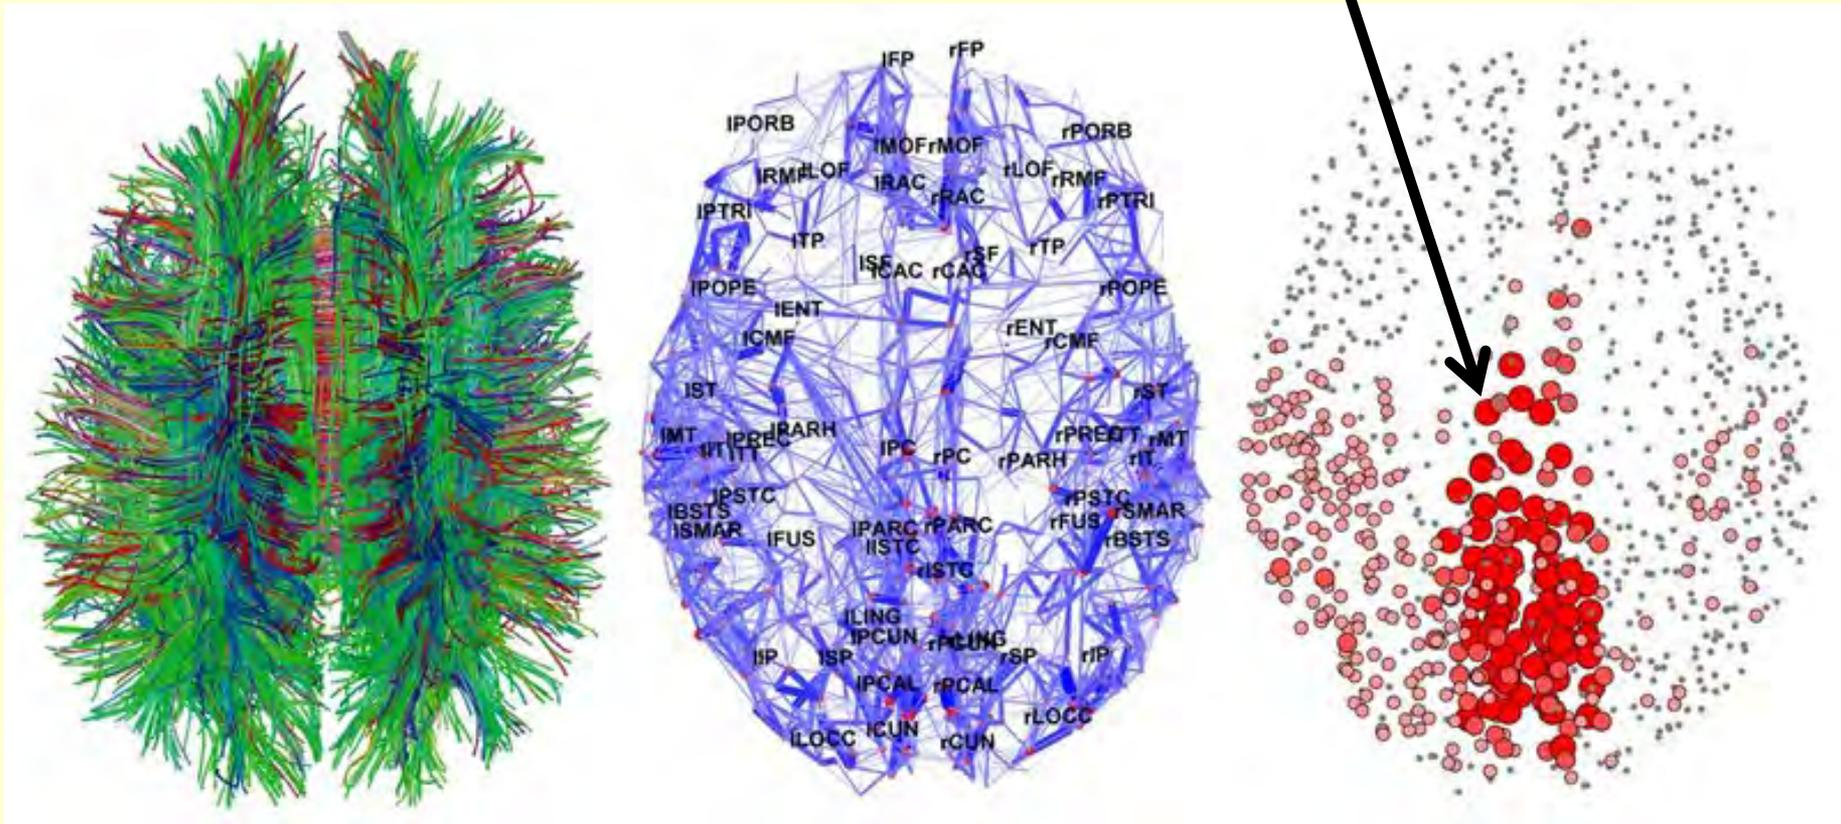 lFP
rFP
lPORB
rPORB
lMOF
rMOF
lRMF
lLOF
rLOF
rRMF
lRAC
rRAC
lPTRI
rPTRI
lTP
rTP
lSF
rSF
lCAC
rCAC
lPOPE
rPOPE
lENT
rENT
lCMF
rCMF
lST
rST
lMT
lPREC
lPARH
lIT
lTT
lPC
rPC
rPREC
rTT
rMT
rPARH
rIT
lPSTC
rPSTC
lBSTS
rSMAR
lSMAR
rFUS
lFUS
lPARC
rPARC
rBSTS
lISTC
rISTC
lLING
lPCUN
rPCUN
rLING
lIP
lSP
rSP
rIP
lPCAL
rPCAL
rLOCC
lCUN
rCUN
lLOCC